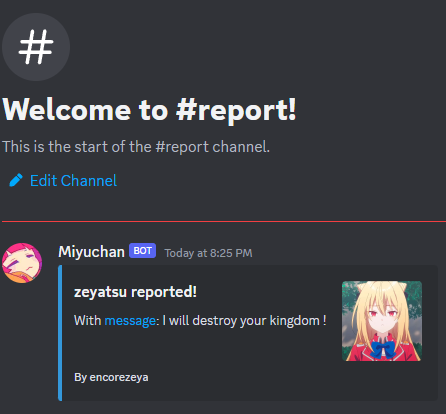 #
Welcome to #report!
This is the start of the #report channel.
Edit Channel
Miyuchan BOT Today at 8:25 PM
zeyatsu reported!
With message: I will destroy your kingdom !
By encorezeya